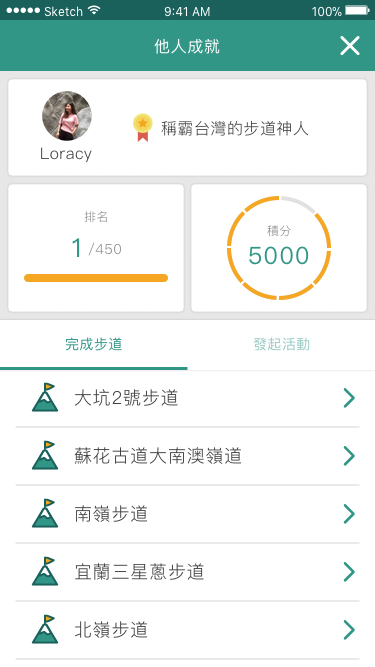 Sketch 9:41 AM 100%
他人成就
Loracy
稱霸台灣的步道神人
排名
1 /450
積分
5000
完成步道 發起活動
大坑2號步道
蘇花古道大南澳嶺道
南嶺步道
宜蘭三星蔥步道
北嶺步道